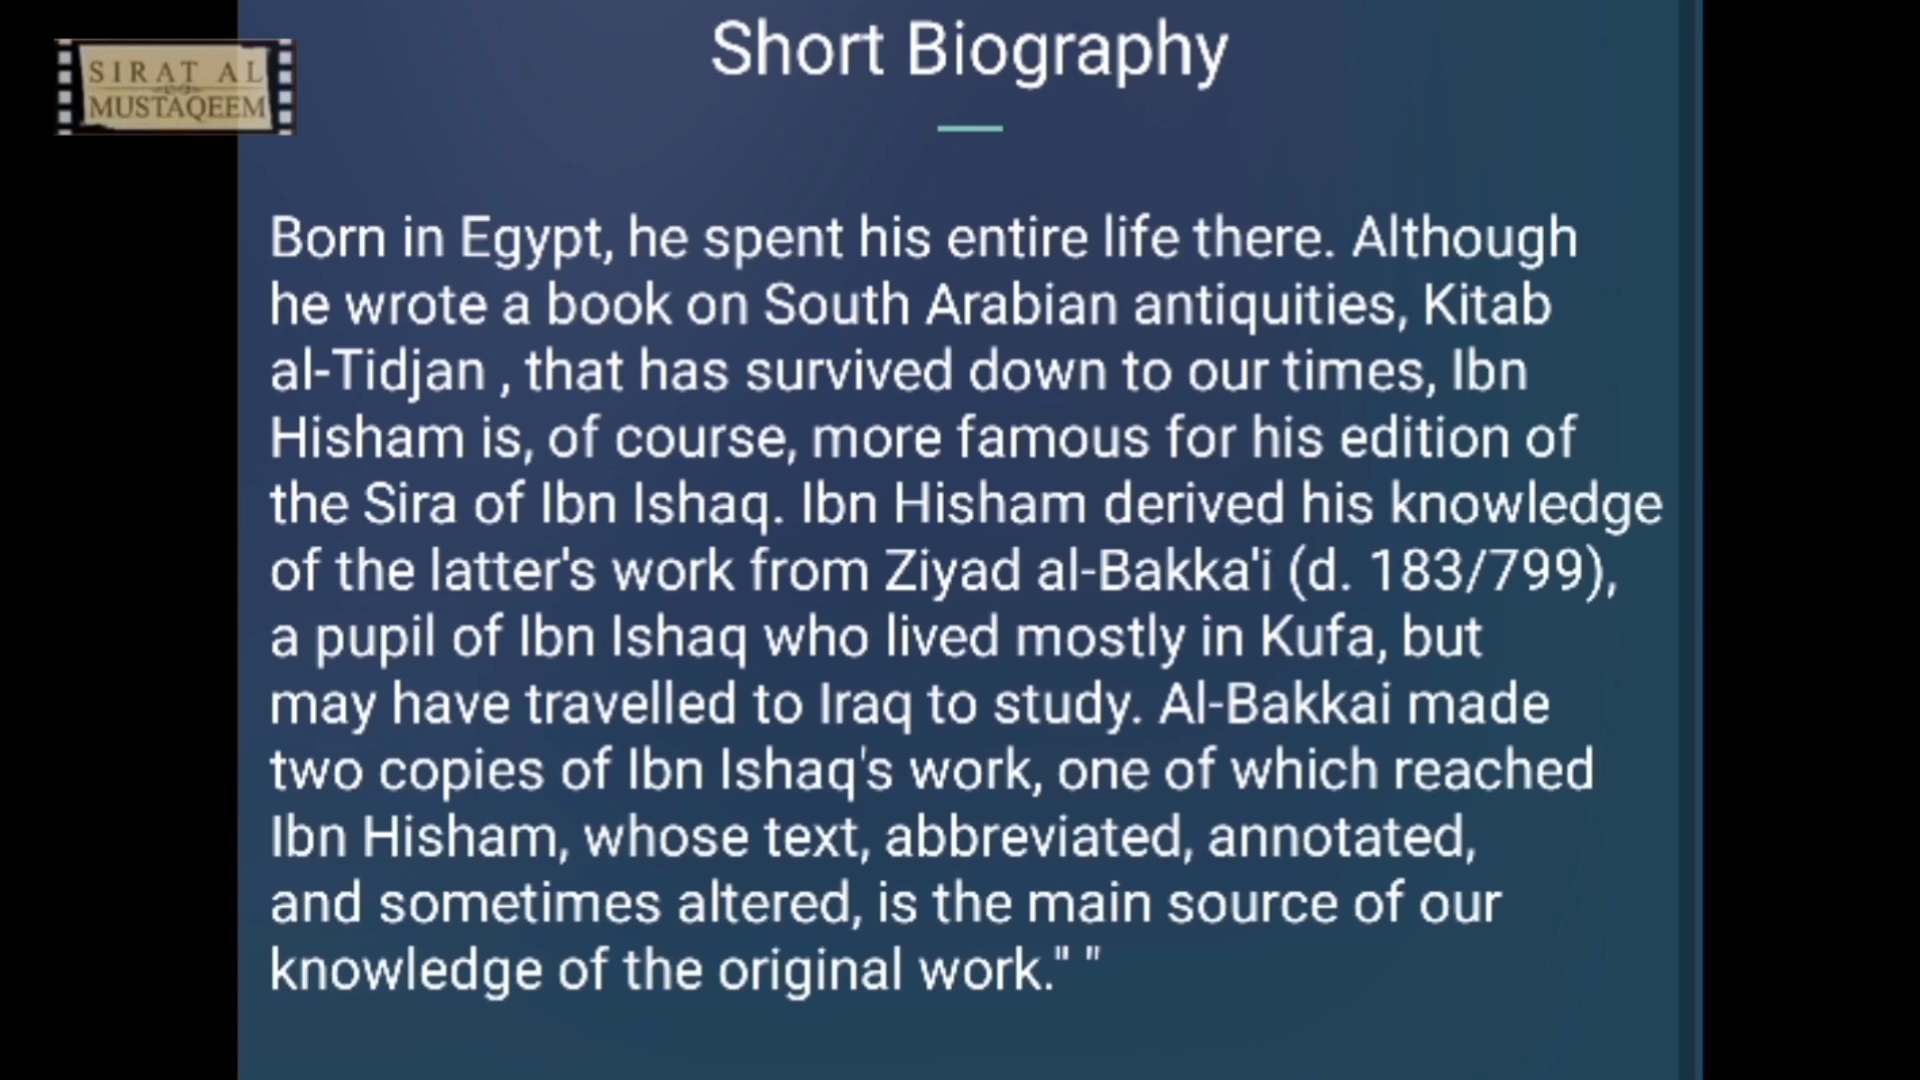 SIRAT AL
MUSTAQEEM
Short Biography
Born in Egypt, he spent his entire life there. Although
he wrote a book on South Arabian antiquities, Kitab
al-Tidjan , that has survived down to our times, Ibn
Hisham is, of course, more famous for his edition of
the Sira of Ibn Ishaq. Ibn Hisham derived his knowledge
of the latter's work from Ziyad al-Bakka'i (d. 183/799),
a pupil of Ibn Ishaq who lived mostly in Kufa, but
may have travelled to Iraq to study. Al-Bakkai made
two copies of Ibn Ishaq's work, one of which reached
Ibn Hisham, whose text, abbreviated, annotated,
and sometimes altered, is the main source of our
knowledge of the original work." "